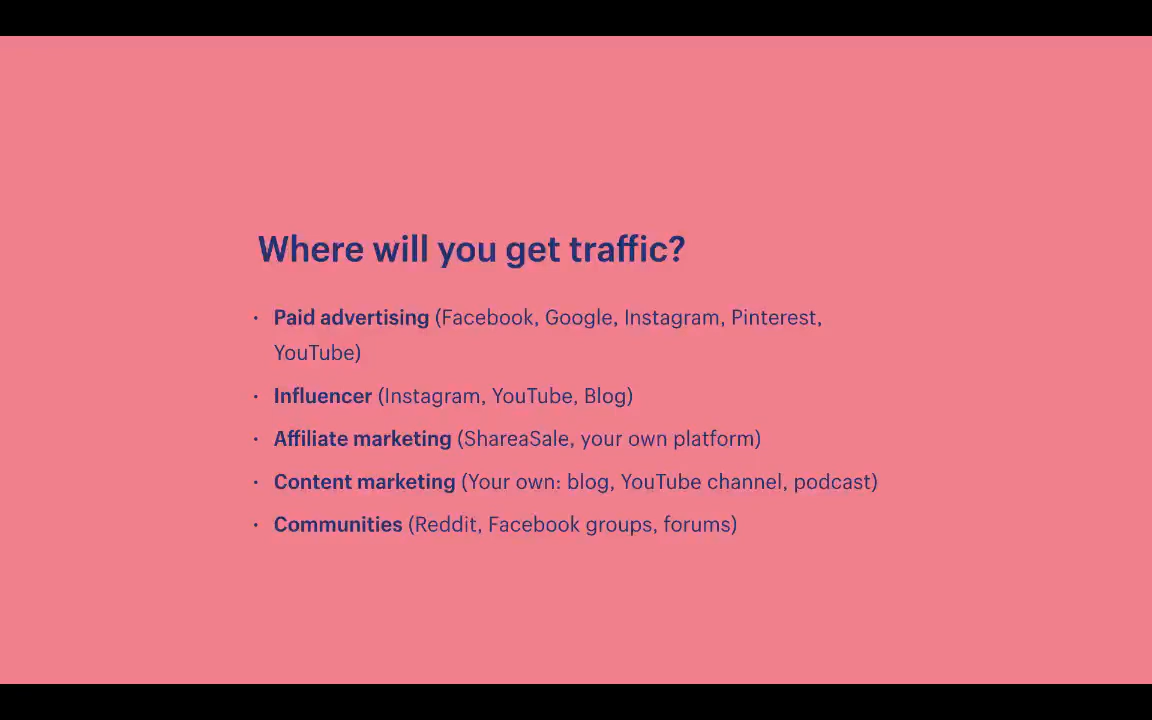 Where will you get traffic?
· Paid advertising (Facebook, Google, Instagram, Pinterest,
YouTube)
· Influencer (Instagram, YouTube, Blog)
· Affiliate marketing (ShareaSale, your own platform)
· Content marketing (Your own: blog, YouTube channel, podcast)
· Communities (Reddit, Facebook groups, forums)